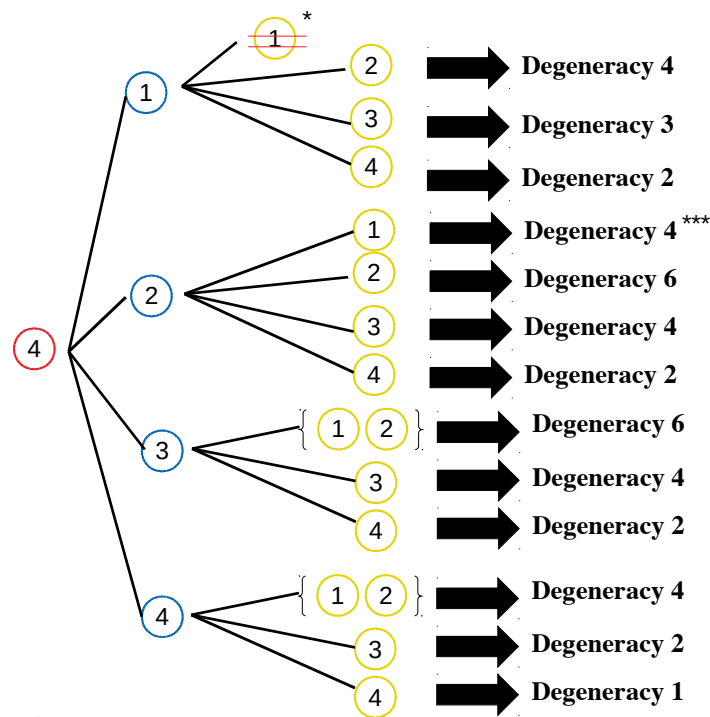 1 *
2 Degeneracy 4
1
3 Degeneracy 3
4 Degeneracy 2
1 Degeneracy 4 ***
2 Degeneracy 6
2
3 Degeneracy 4
4
4 Degeneracy 2
{ 1 2 } Degeneracy 6
3
3 Degeneracy 4
4 Degeneracy 2
{ 1 2 } Degeneracy 4
4
3 Degeneracy 2
4 Degeneracy 1